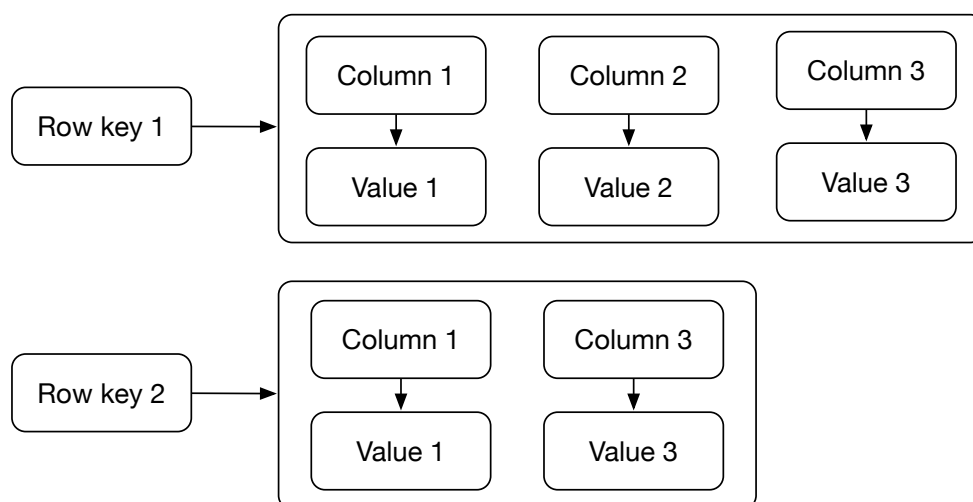 Column 1
Column 2
Column 3
Row key 1
Value 1
Value 2
Value 3
Column 1
Column 3
Row key 2
Value 1
Value 3